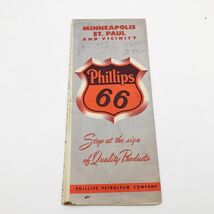 MINNEAPOLIS
ST. PAUL
AND VICINITY
Phillips
66
Stop at the sign
of Quality Products
PHILLIPS PETROLEUM COMPANY